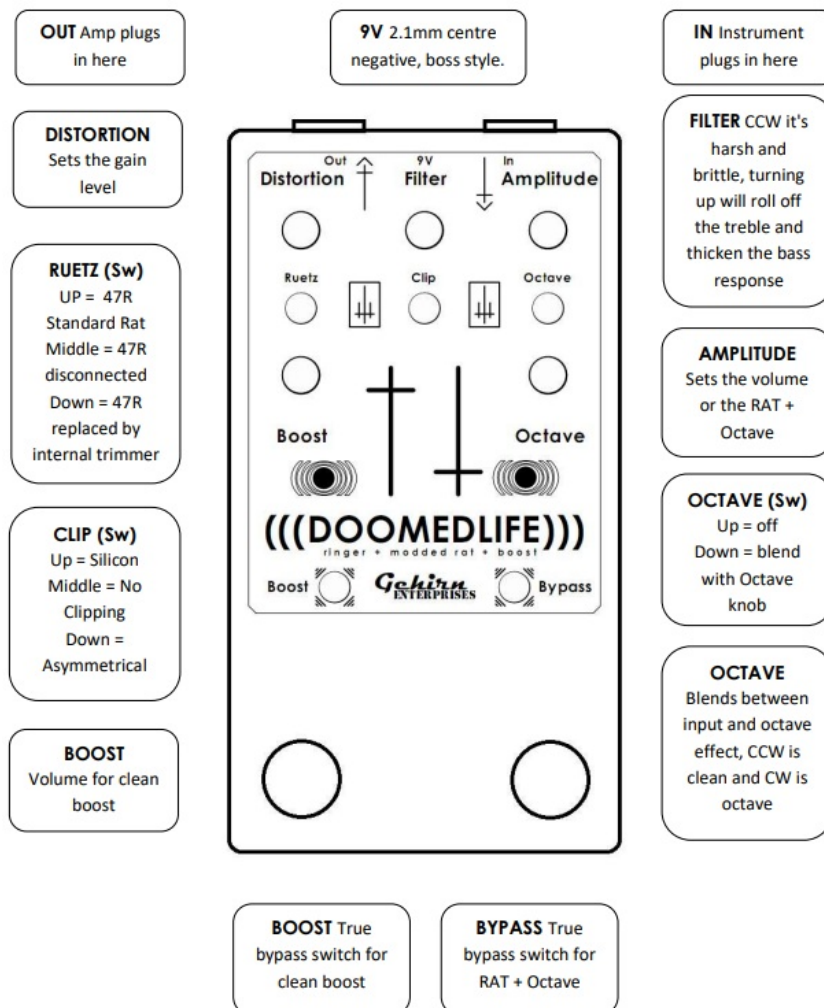 OUT Amp plugs
in here
9V 2.1mm centre
negative, boss style.
IN Instrument
plugs in here
DISTORTION
Sets the gain
level
RUETZ (Sw)
UP = 47R
Standard Rat
Middle = 47R
disconnected
Down = 47R
replaced by
internal trimmer
CLIP (Sw)
Up = Silicon
Middle = No
Clipping
Down =
Asymmetrical
BOOST
Volume for clean
boost
Out 9V In
Distortion Filter Amplitude
Ruetz Clip Octave
Boost Octave
(((DOOMEDLIFE)))
ringer + modded rat + boost
Boost Gehirn Bypass
ENTERPRISES
FILTER CCW it's
harsh and
brittle, turning
up will roll off
the treble and
thicken the bass
response
AMPLITUDE
Sets the volume
or the RAT +
Octave
OCTAVE (Sw)
Up = off
Down = blend
with Octave
knob
OCTAVE
Blends between
input and octave
effect, CCW is
clean and CW is
octave
BOOST True
bypass switch for
clean boost
BYPASS True
bypass switch for
RAT + Octave